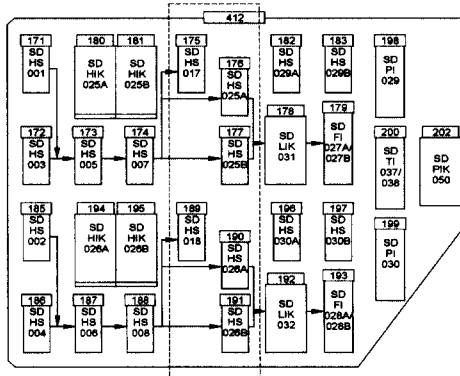 412
171
SD
HS
001
180
SD
HIK
025A
181
SD
HIK
025B
175
SD
HS
017
176
SD
HS
025A
182
SD
HS
029A
183
SD
HS
029B
198
SD
PI
029
172
SD
HS
003
173
SD
HS
005
174
SD
HS
007
177
SD
HS
025B
178
SD
LIK
031
179
SD
FI
027A/
027B
200
SD
TI
037/
038
202
SD
PIK
050
185
SD
HS
002
194
SD
HIK
026A
195
SD
HIK
026B
189
SD
HS
018
190
SD
HS
026A
196
SD
HS
030A
197
SD
HS
030B
199
SD
PI
030
186
SD
HS
004
187
SD
HS
006
188
SD
HS
008
191
SD
HS
026B
192
SD
LIK
032
193
SD
FI
028A/
028B